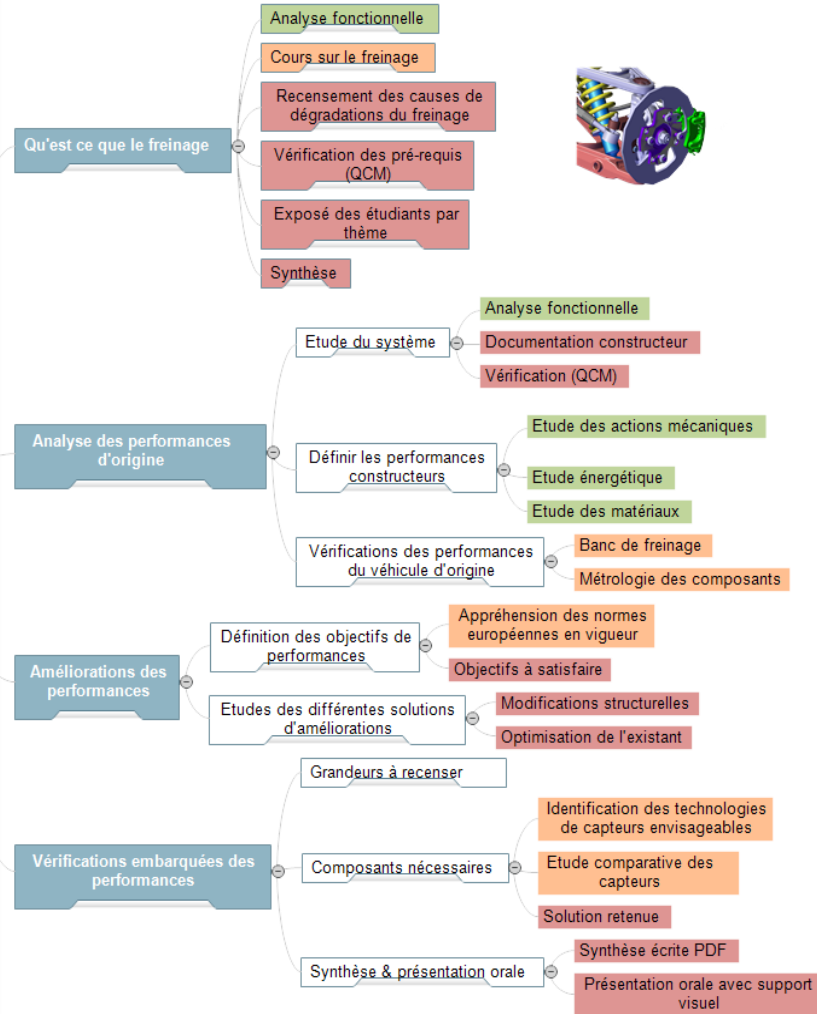 Analyse fonctionnelle
Cours sur le freinage
Recensement des causes de
dégradations du freinage
Qu'est ce que le freinage
Vérification des pré-requis
(QCM)
Exposé des étudiants par
thème
Synthèse
Analyse des performances
d'origine
Etude du système
Analyse fonctionnelle
Documentation constructeur
Vérification (QCM)
Définir les performances
constructeurs
Etude des actions mécaniques
Etude énergétique
Etude des matériaux
Vérifications des performances
du véhicule d'origine
Banc de freinage
Métrologie des composants
Améliorations des
performances
Définition des objectifs de
performances
Appréhension des normes
européennes en vigueur
Objectifs à satisfaire
Etudes des différentes solutions
d'améliorations
Modifications structurelles
Optimisation de l'existant
Vérifications embarquées des
performances
Grandeurs à recenser
Composants nécessaires
Identification des technologies
de capteurs envisageables
Etude comparative des
capteurs
Solution retenue
Synthèse & présentation orale
Synthèse écrite PDF
Présentation orale avec support
visuel